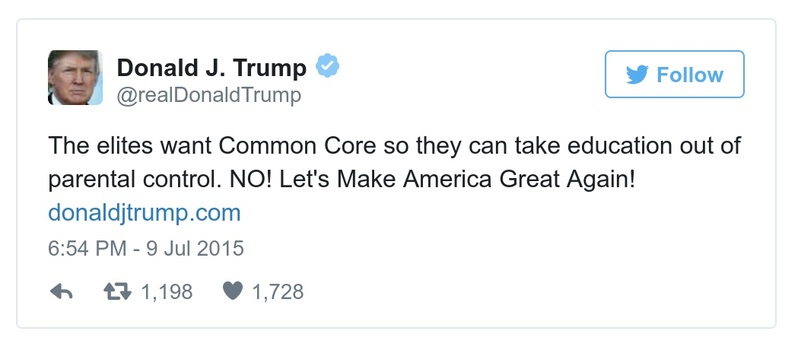 Donald J. Trump
@realDonaldTrump
Follow
The elites want Common Core so they can take education out of
parental control. NO! Let's Make America Great Again!
donaldjtrump.com
6:54 PM - 9 Jul 2015
1,198 1,728